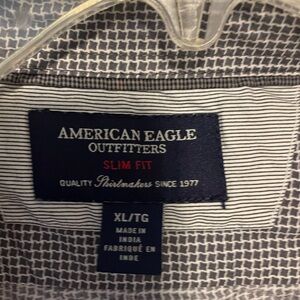 AMERICAN EAGLE
OUTFITTERS
SLIM FIT
QUALITY Shirtmakers SINCE 1977
XL/TG
MADE IN
INDIA
FABRIQUÉ EN
INDE